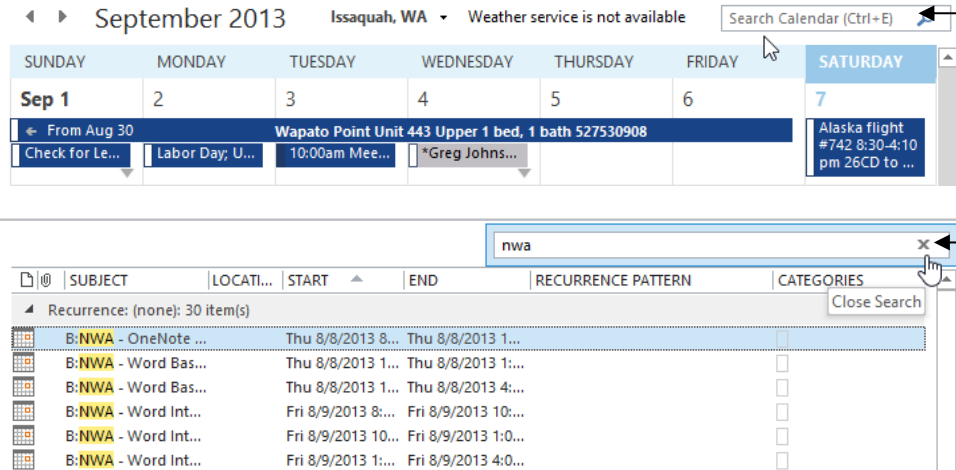 September 2013 Issaquah, WA Weather service is not available Search Calendar (Ctrl+E)
SUNDAY MONDAY TUESDAY WEDNESDAY THURSDAY FRIDAY SATURDAY
Sep 1 2 3 4 5 6 7
← From Aug 30 Wapato Point Unit 443 Upper 1 bed, 1 bath 527530908
Check for Le... Labor Day; U... 10:00am Mee... *Greg Johns...
Alaska flight
#742 8:30-4:10
pm 26CD to ...
nwa
SUBJECT LOCATI... START END RECURRENCE PATTERN CATEGORIES
Close Search
Recurrence: (none): 30 item(s)
B:NWA - OneNote ... Thu 8/8/2013 8... Thu 8/8/2013 1...
B:NWA - Word Bas... Thu 8/8/2013 1... Thu 8/8/2013 1:...
B:NWA - Word Bas... Thu 8/8/2013 1... Thu 8/8/2013 4:...
B:NWA - Word Int... Fri 8/9/2013 8:... Fri 8/9/2013 10:...
B:NWA - Word Int... Fri 8/9/2013 10... Fri 8/9/2013 1:0...
B:NWA - Word Int... Fri 8/9/2013 1:... Fri 8/9/2013 4:0...